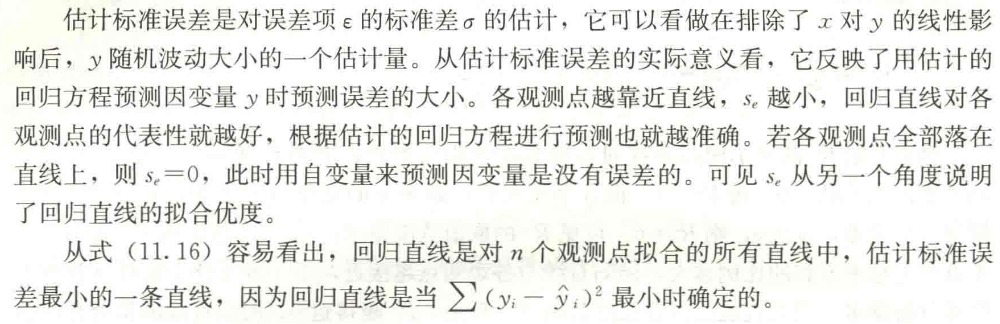 估计标准误差是对误差项 ε 的标准差 σ 的估计，它可以看做在排除了 x 对 y 的线性影
响后，y 随机波动大小的一个估计量。从估计标准误差的实际意义看，它反映了用估计的
回归方程预测因变量 y 时预测误差的大小。各观测点越靠近直线，sₑ 越小，回归直线对各
观测点的代表性就越好，根据估计的回归方程进行预测也就越准确。若各观测点全部落在
直线上，则 sₑ=0，此时用自变量来预测因变量是没有误差的。可见 sₑ 从另一个角度说明
了回归直线的拟合优度。
从式（11.16）容易看出，回归直线是对 n 个观测点拟合的所有直线中，估计标准误
差最小的一条直线，因为回归直线是当 ∑(yᵢ－ŷᵢ)² 最小时确定的。